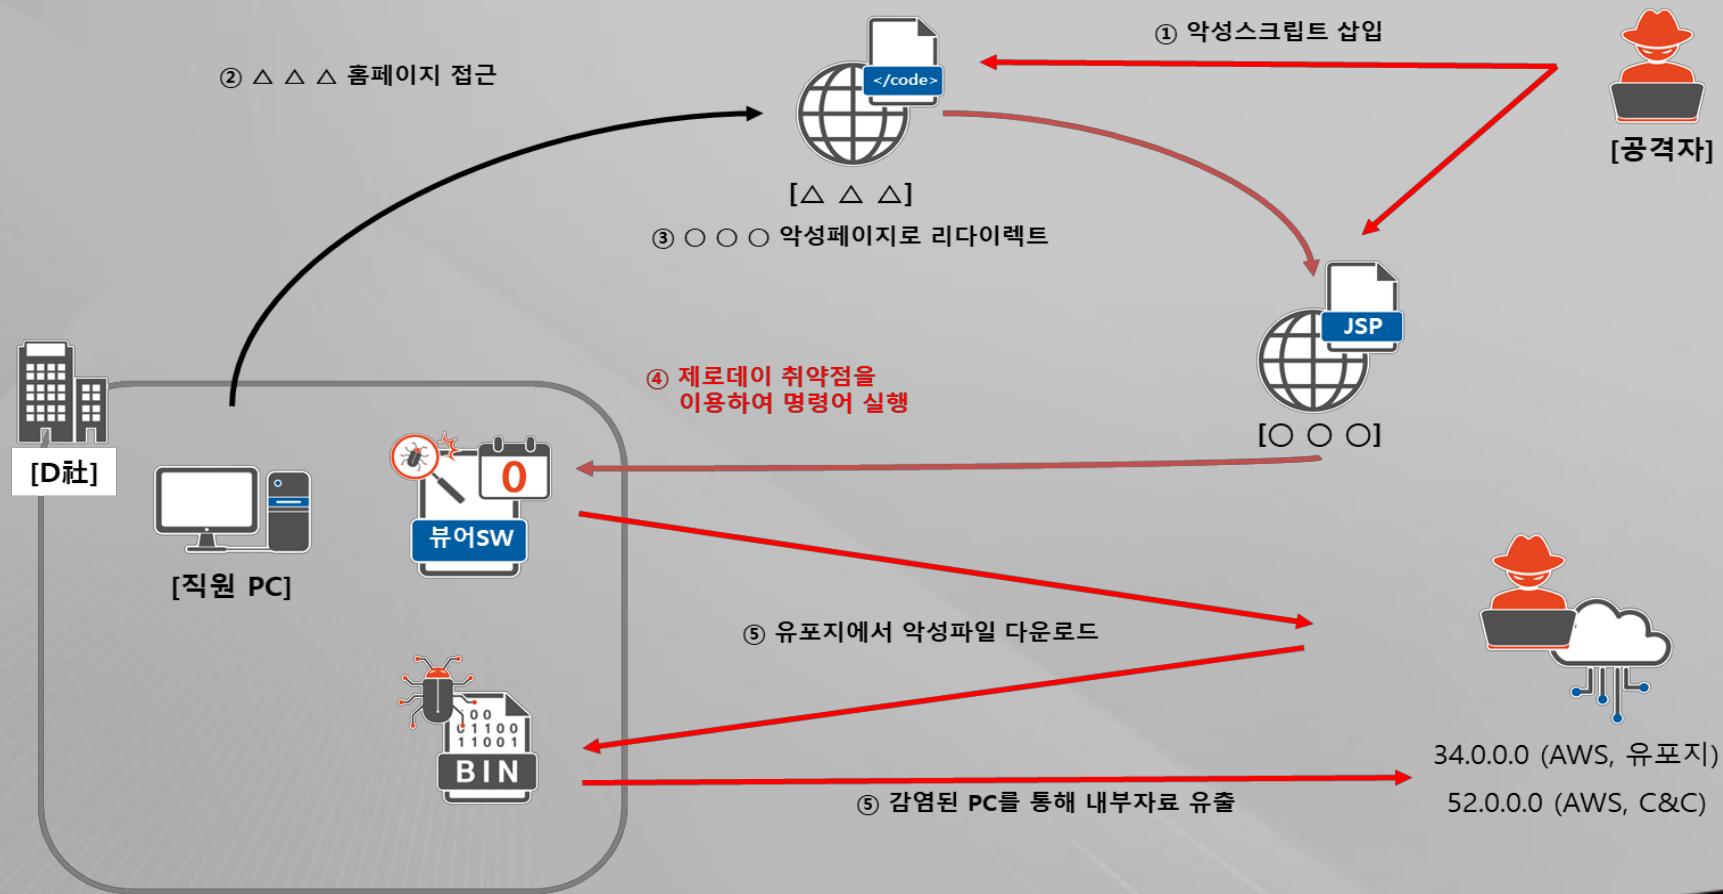 ① 악성스크립트 삽입
② △ △ △ 홈페이지 접근
</code>
[공격자]
[△ △ △]
③ ○ ○ ○ 악성페이지로 리다이렉트
JSP
④ 제로데이 취약점을
이용하여 명령어 실행
[○ ○ ○]
[D社]
0
뷰어SW
[직원 PC]
⑤ 유포지에서 악성파일 다운로드
00
01100
11001
BIN
34.0.0.0 (AWS, 유포지)
⑤ 감염된 PC를 통해 내부자료 유출
52.0.0.0 (AWS, C&C)